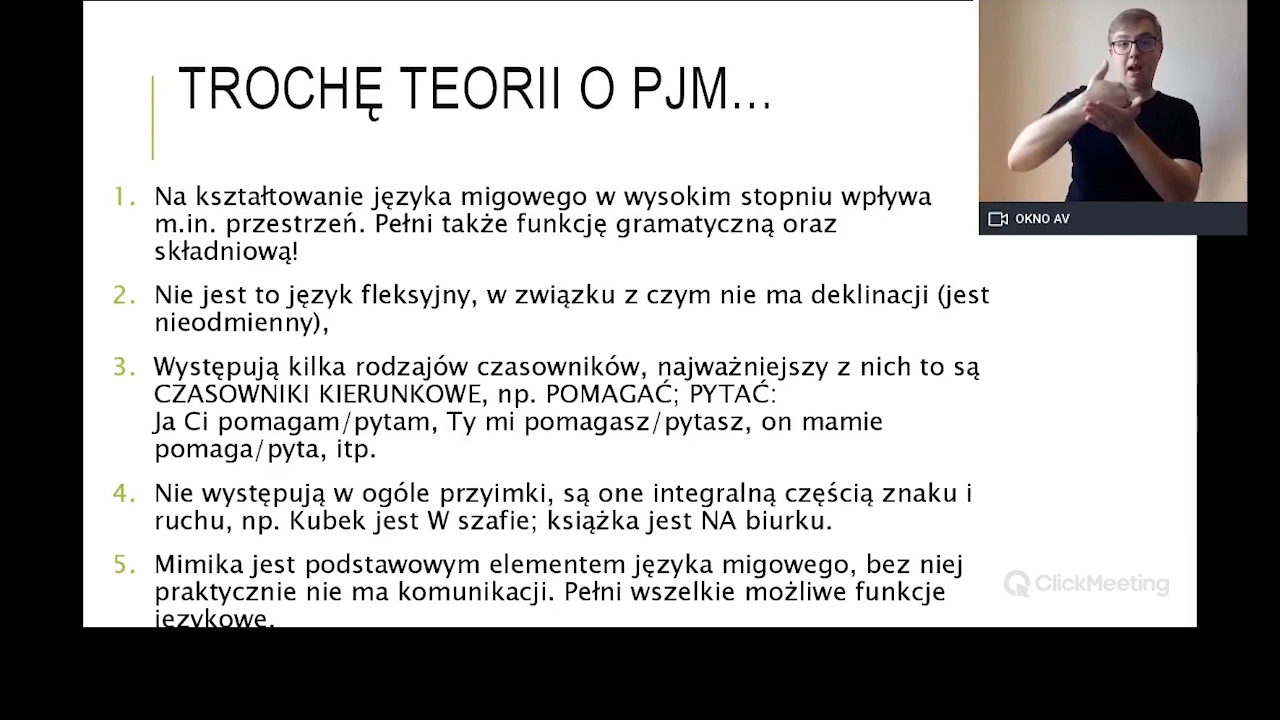 TROCHĘ TEORII O PJM...
1. Na kształtowanie języka migowego w wysokim stopniu wpływa
m.in. przestrzeń. Pełni także funkcję gramatyczną oraz
składniową!
2. Nie jest to język fleksyjny, w związku z czym nie ma deklinacji (jest
nieodmienny),
3. Występują kilka rodzajów czasowników, najważniejszy z nich to są
CZASOWNIKI KIERUNKOWE, np. POMAGAĆ; PYTAĆ:
Ja Ci pomagam/pytam, Ty mi pomagasz/pytasz, on mamie
pomaga/pyta, itp.
4. Nie występują w ogóle przyimki, są one integralną częścią znaku i
ruchu, np. Kubek jest W szafie; książka jest NA biurku.
5. Mimika jest podstawowym elementem języka migowego, bez niej
praktycznie nie ma komunikacji. Pełni wszelkie możliwe funkcje
językowe.
OKNO AV
ClickMeeting